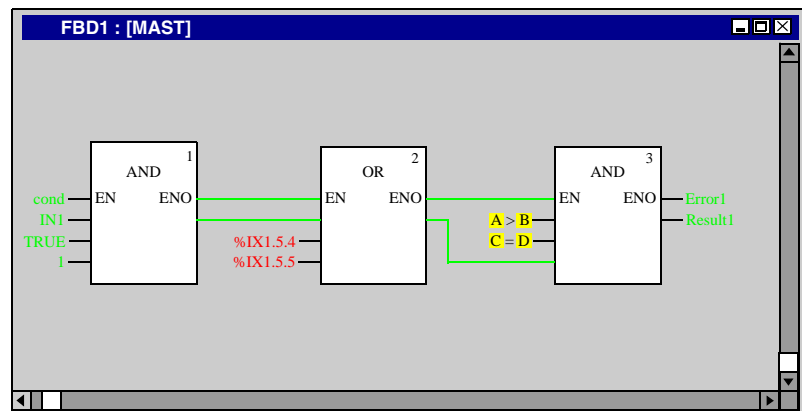 FBD1 : [MAST]
1 2 3
AND OR AND
cond EN ENO EN ENO EN ENO Error1
IN1 A > B Result1
TRUE %IX1.5.4 C = D
1 %IX1.5.5